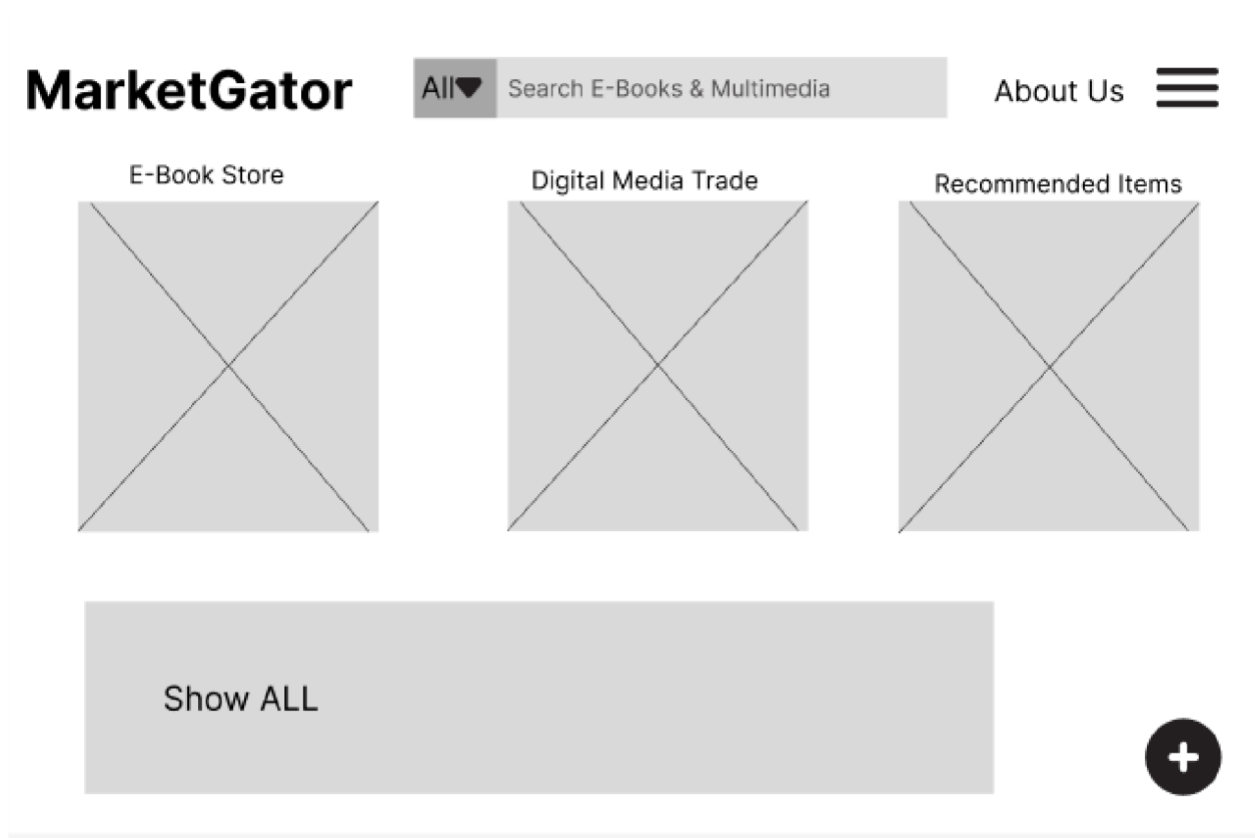 MarketGator
All
Search E-Books & Multimedia
About Us
E-Book Store
Digital Media Trade
Recommended Items
Show ALL